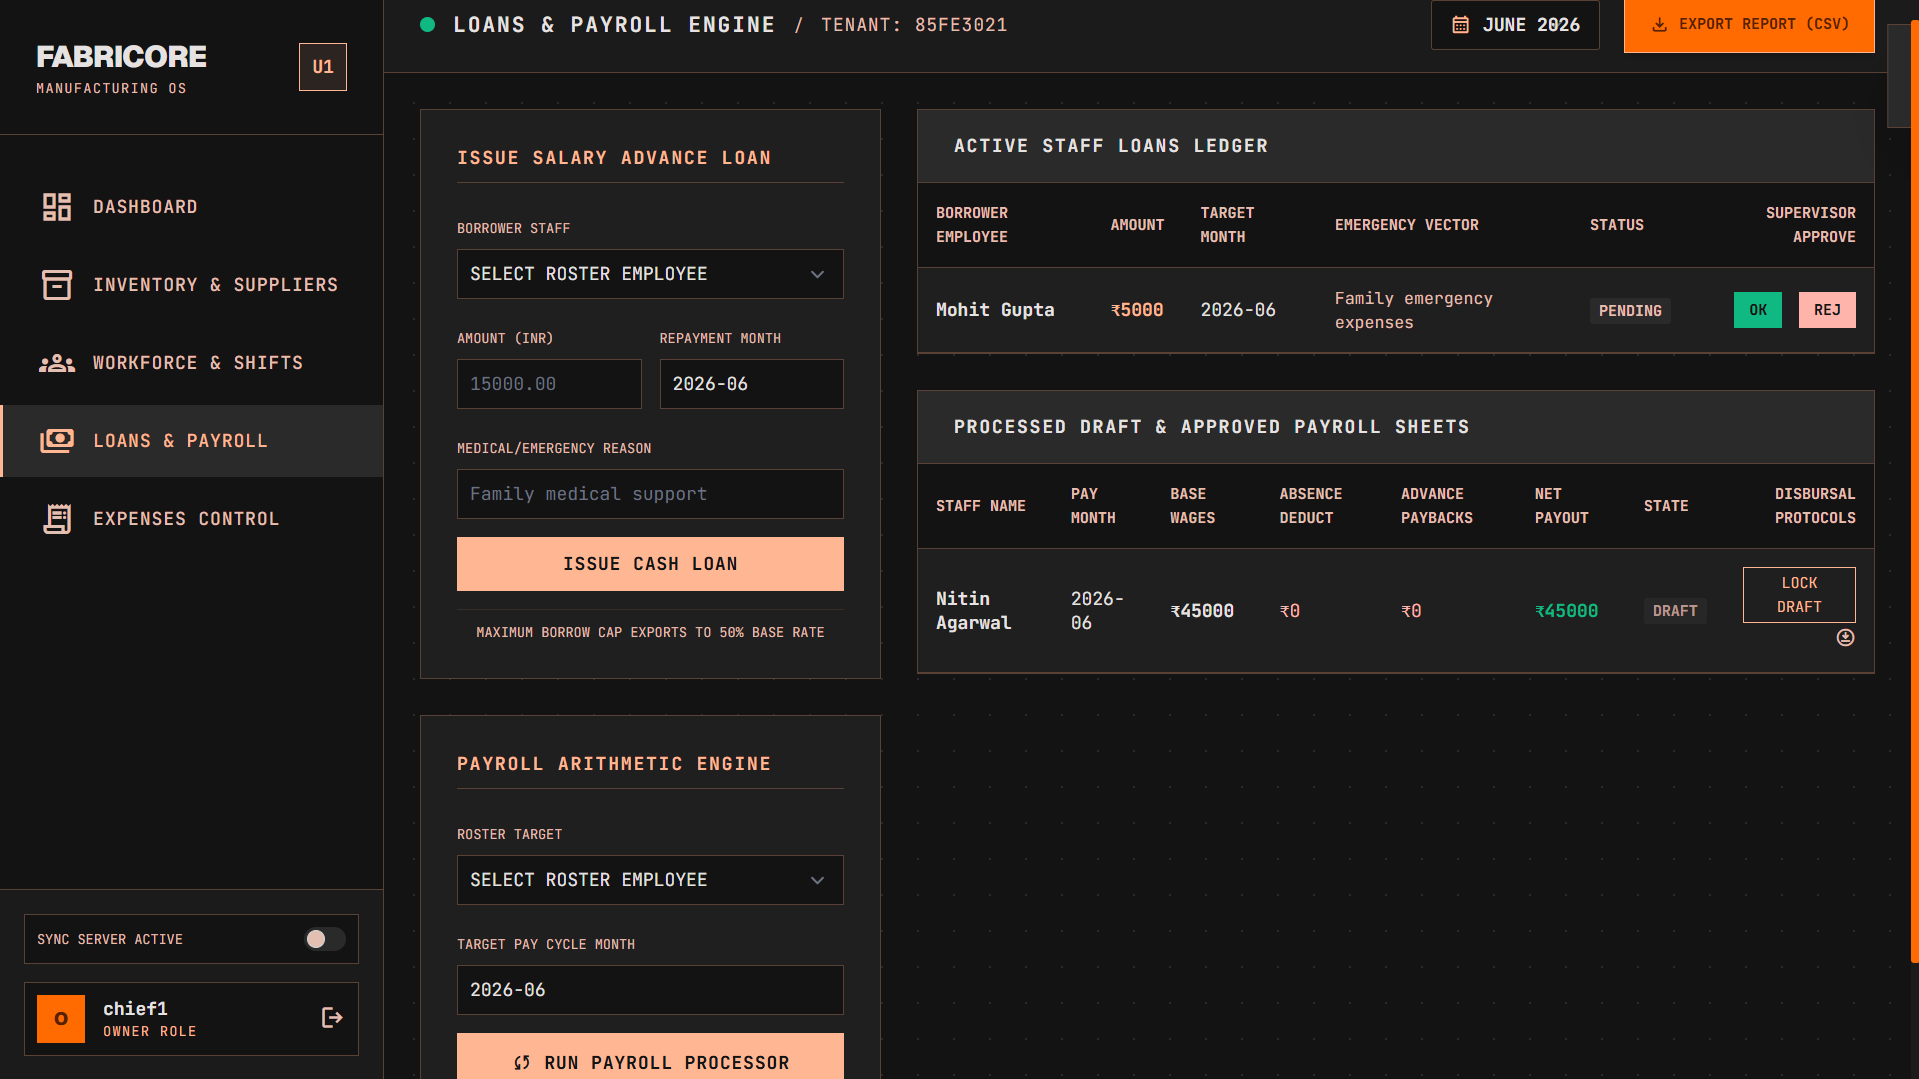 FABRICORE
MANUFACTURING OS
U1
DASHBOARD
INVENTORY & SUPPLIERS
WORKFORCE & SHIFTS
LOANS & PAYROLL
EXPENSES CONTROL
SYNC SERVER ACTIVE
O
chief1
OWNER ROLE
LOANS & PAYROLL ENGINE / TENANT: 85FE3021
JUNE 2026
EXPORT REPORT (CSV)
ISSUE SALARY ADVANCE LOAN
BORROWER STAFF
SELECT ROSTER EMPLOYEE
AMOUNT (INR) REPAYMENT MONTH
15000.00 2026-06
MEDICAL/EMERGENCY REASON
Family medical support
ISSUE CASH LOAN
MAXIMUM BORROW CAP EXPORTS TO 50% BASE RATE
PAYROLL ARITHMETIC ENGINE
ROSTER TARGET
SELECT ROSTER EMPLOYEE
TARGET PAY CYCLE MONTH
2026-06
RUN PAYROLL PROCESSOR
ACTIVE STAFF LOANS LEDGER
BORROWER EMPLOYEE AMOUNT TARGET MONTH EMERGENCY VECTOR STATUS SUPERVISOR APPROVE
Mohit Gupta ₹5000 2026-06 Family emergency expenses PENDING OK REJ
PROCESSED DRAFT & APPROVED PAYROLL SHEETS
STAFF NAME PAY MONTH BASE WAGES ABSENCE DEDUCT ADVANCE PAYBACKS NET PAYOUT STATE DISBURSAL PROTOCOLS
Nitin Agarwal 2026-06 ₹45000 ₹0 ₹0 ₹45000 DRAFT LOCK DRAFT